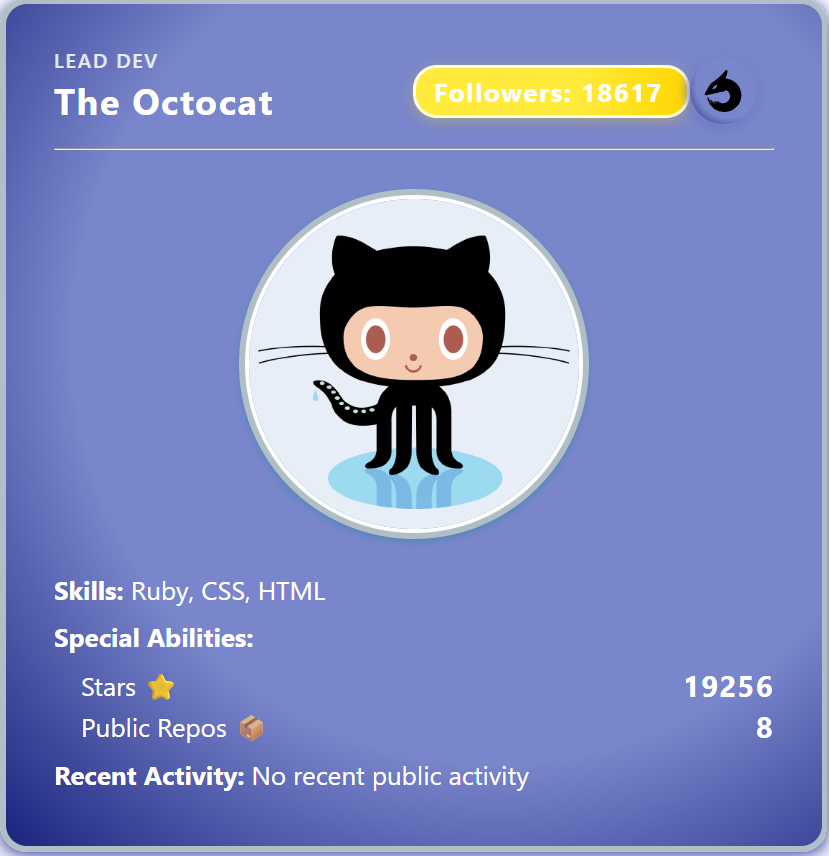 LEAD DEV
The Octocat
Followers: 18617
Skills: Ruby, CSS, HTML
Special Abilities:
Stars ⭐ 19256
Public Repos 📦 8
Recent Activity: No recent public activity